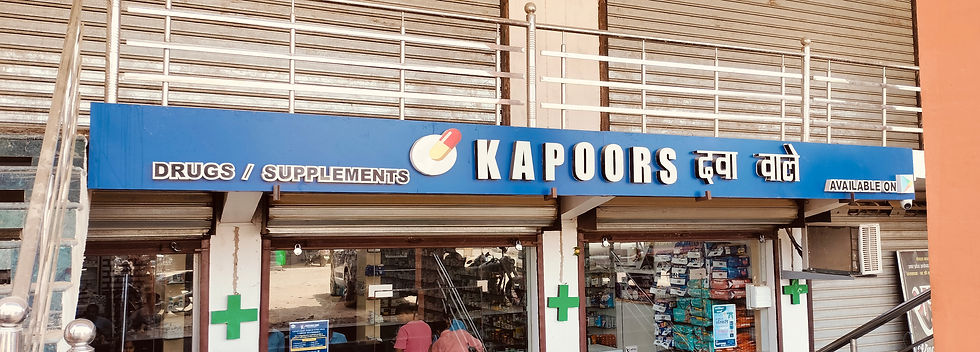 DRUGS / SUPPLEMENTS
KAPOORS दवा वाले
AVAILABLE ON